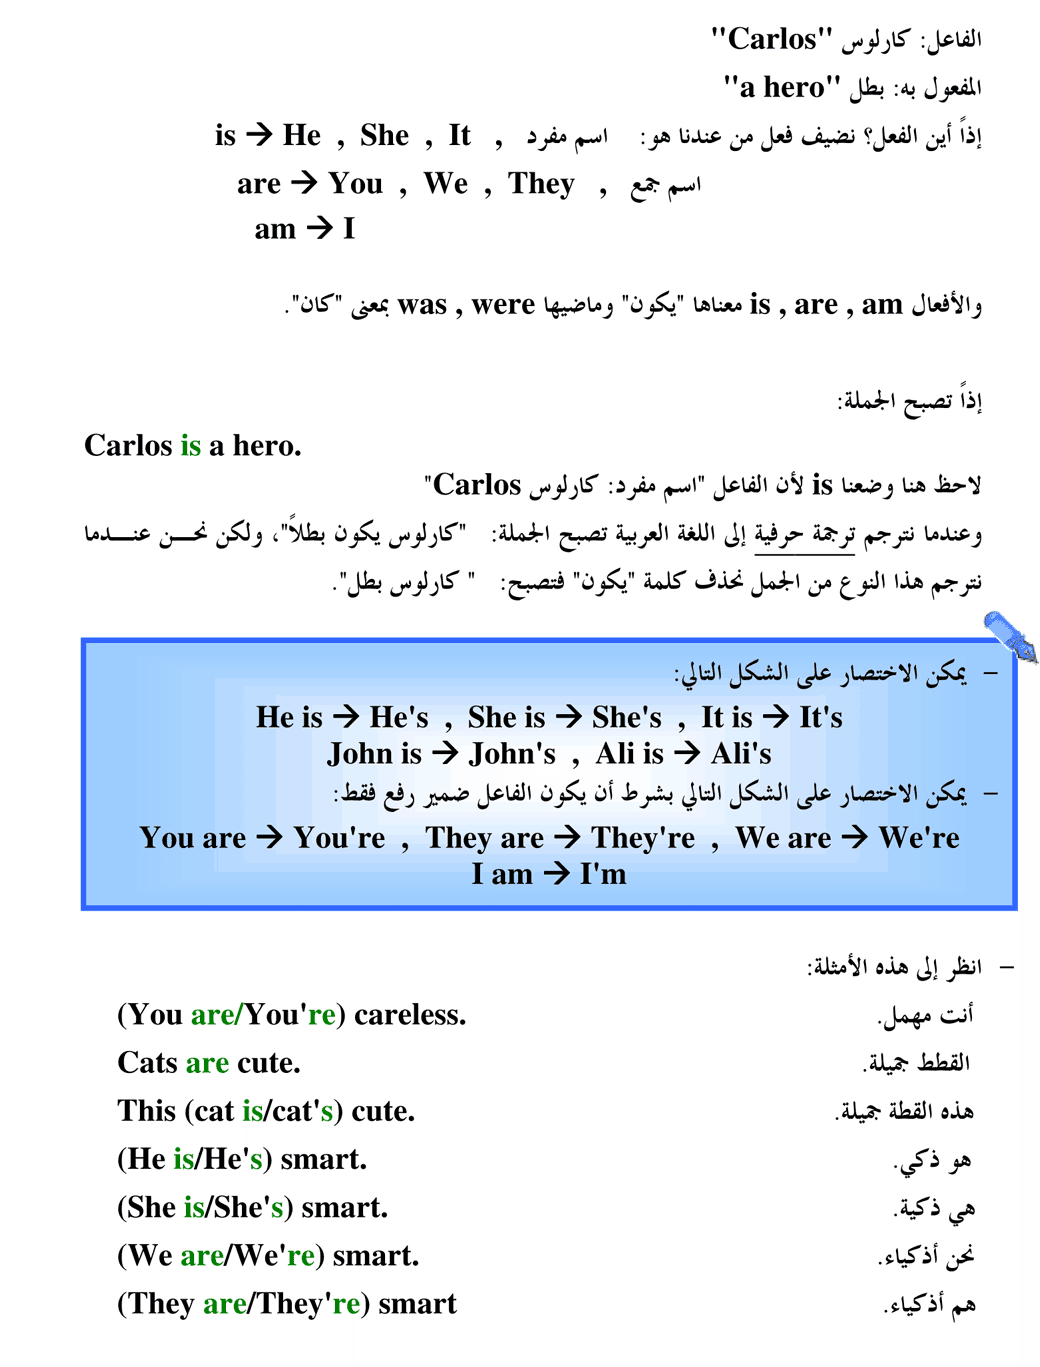 الفاعل: كارلوس "Carlos"
المفعول به: بطل "a hero"
إذاً أين الفعل؟ نضيف فعل من عندنا هو: اسم مفرد , is → He , She , It
are → You , We , They , اسم جمع
am → I
والأفعال is , are , am معناها "يكون" وماضيها was , were بمعنى "كان".
إذاً تصبح الجملة:
Carlos is a hero.
لاحظ هنا وضعنا is لأن الفاعل "اسم مفرد: كارلوس Carlos"
وعندما نترجم ترجمة حرفية إلى اللغة العربية تصبح الجملة: "كارلوس يكون بطلاً"، ولكن نحـــن عنــــدما
نترجم هذا النوع من الجمل نحذف كلمة "يكون" فتصبح: " كارلوس بطل".
– يمكن الاختصار على الشكل التالي:
He is → He's , She is → She's , It is → It's
John is → John's , Ali is → Ali's
– يمكن الاختصار على الشكل التالي بشرط أن يكون الفاعل ضمير رفع فقط:
You are → You're , They are → They're , We are → We're
I am → I'm
– انظر إلى هذه الأمثلة:
(You are/You're) careless. أنت مهمل.
Cats are cute. القطط جميلة.
This (cat is/cat's) cute. هذه القطة جميلة.
(He is/He's) smart. هو ذكي.
(She is/She's) smart. هي ذكية.
(We are/We're) smart. نحن أذكياء.
(They are/They're) smart هم أذكياء.